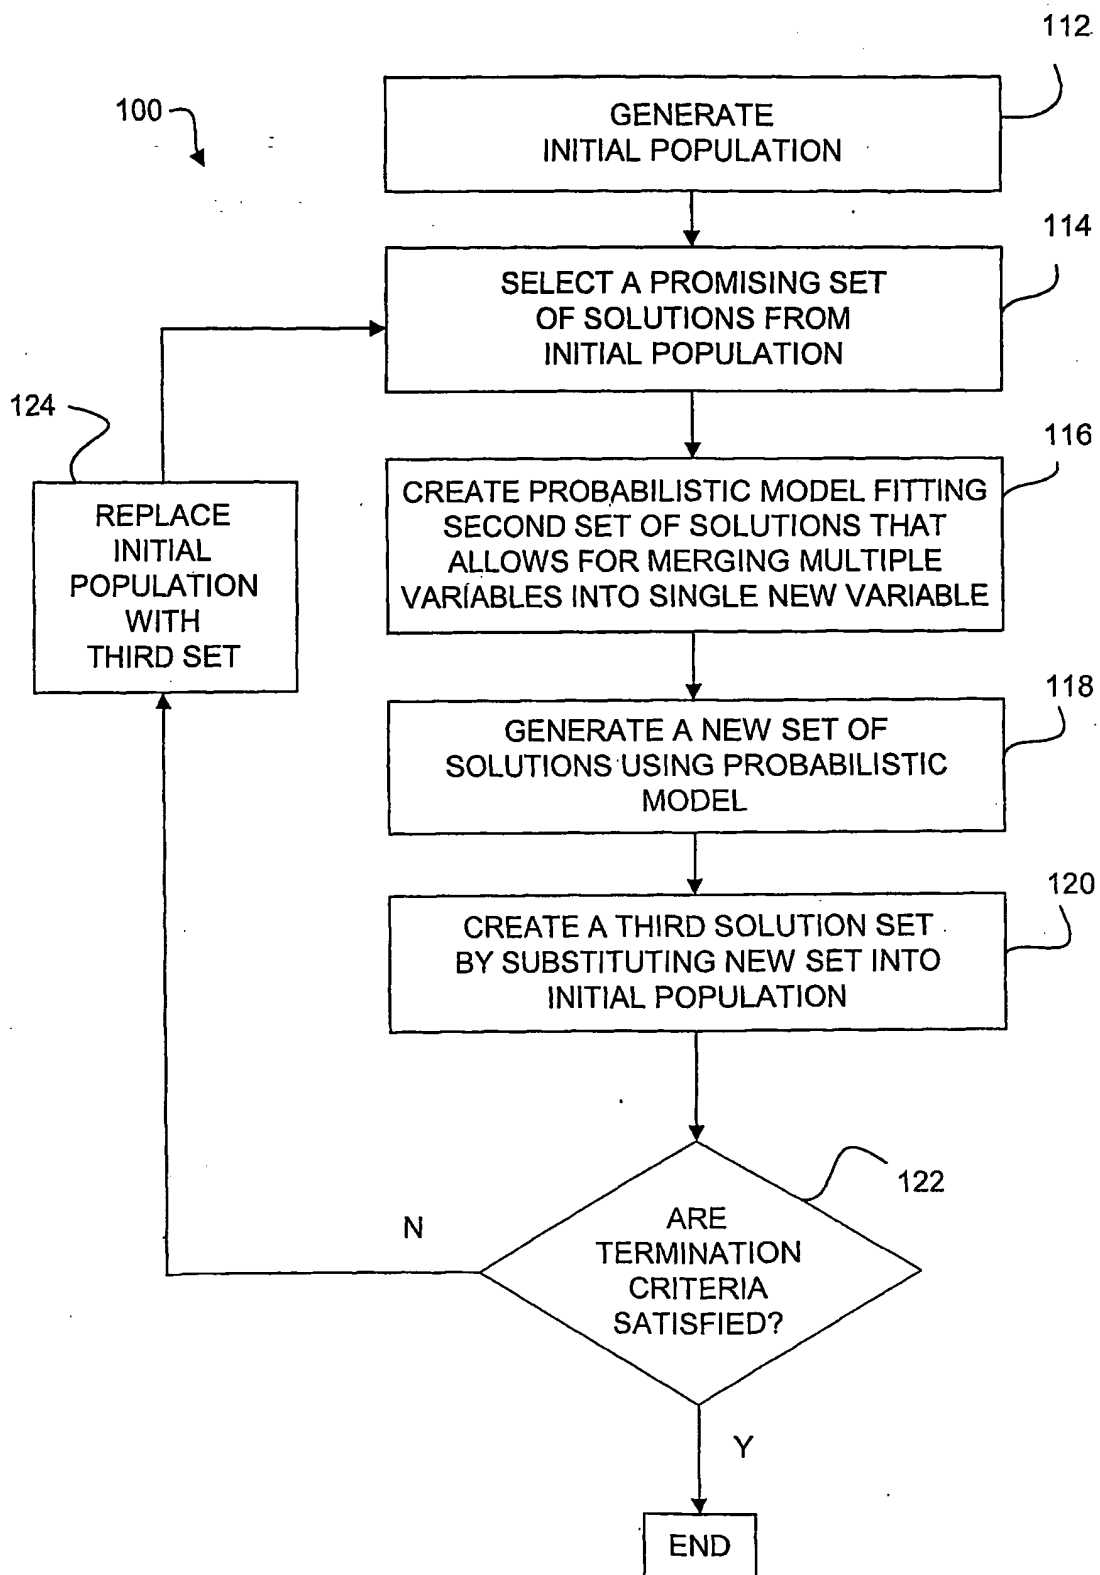 112
100
GENERATE
INITIAL POPULATION
114
SELECT A PROMISING SET
OF SOLUTIONS FROM
INITIAL POPULATION
124
116
REPLACE
INITIAL
POPULATION
WITH
THIRD SET
CREATE PROBABILISTIC MODEL FITTING
SECOND SET OF SOLUTIONS THAT
ALLOWS FOR MERGING MULTIPLE
VARIABLES INTO SINGLE NEW VARIABLE
118
GENERATE A NEW SET OF
SOLUTIONS USING PROBABILISTIC
MODEL
120
CREATE A THIRD SOLUTION SET
BY SUBSTITUTING NEW SET INTO
INITIAL POPULATION
122
N
ARE
TERMINATION
CRITERIA
SATISFIED?
Y
END